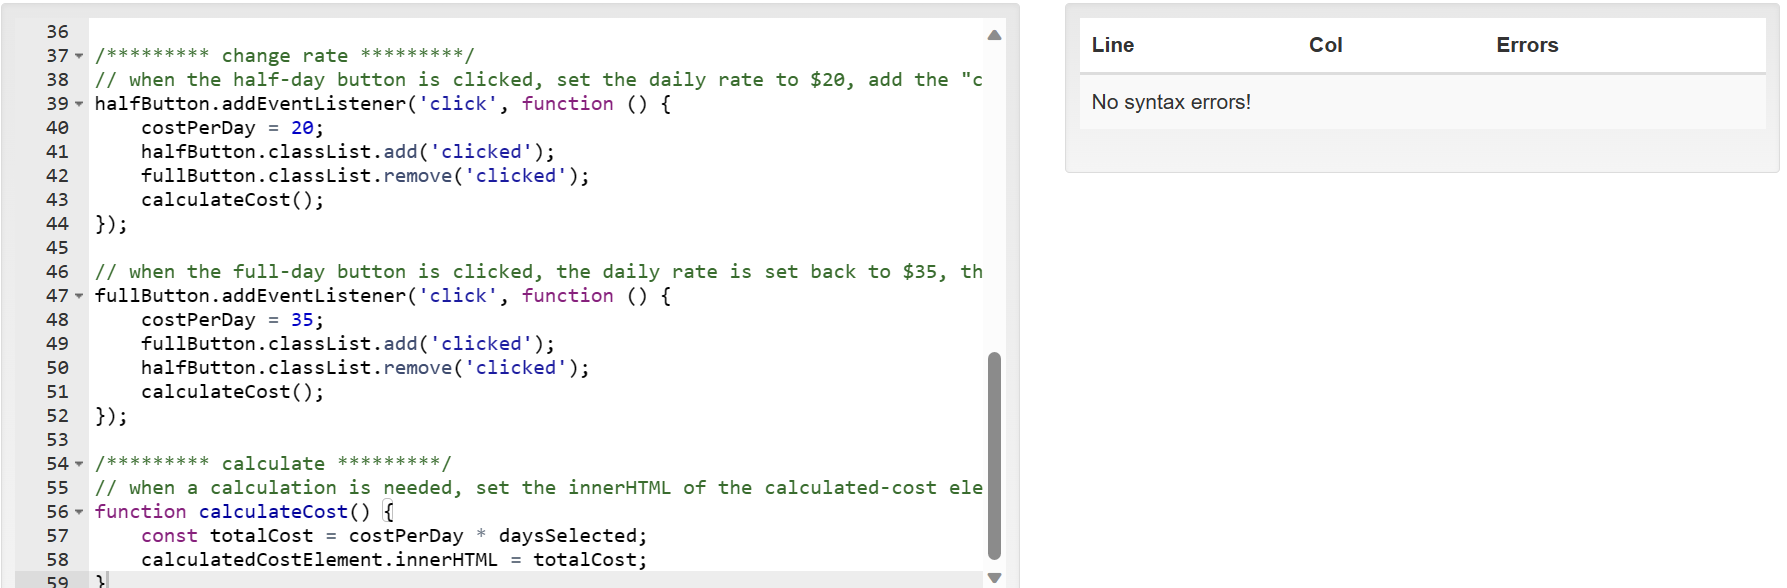 36
37 /********* change rate *********/
38 // when the half-day button is clicked, set the daily rate to $20, add the "c
39 halfButton.addEventListener('click', function () {
40     costPerDay = 20;
41     halfButton.classList.add('clicked');
42     fullButton.classList.remove('clicked');
43     calculateCost();
44 });
45
46 // when the full-day button is clicked, the daily rate is set back to $35, th
47 fullButton.addEventListener('click', function () {
48     costPerDay = 35;
49     fullButton.classList.add('clicked');
50     halfButton.classList.remove('clicked');
51     calculateCost();
52 });
53
54 /********* calculate *********/
55 // when a calculation is needed, set the innerHTML of the calculated-cost ele
56 function calculateCost() {
57     const totalCost = costPerDay * daysSelected;
58     calculatedCostElement.innerHTML = totalCost;
59 }
Line Col Errors
No syntax errors!